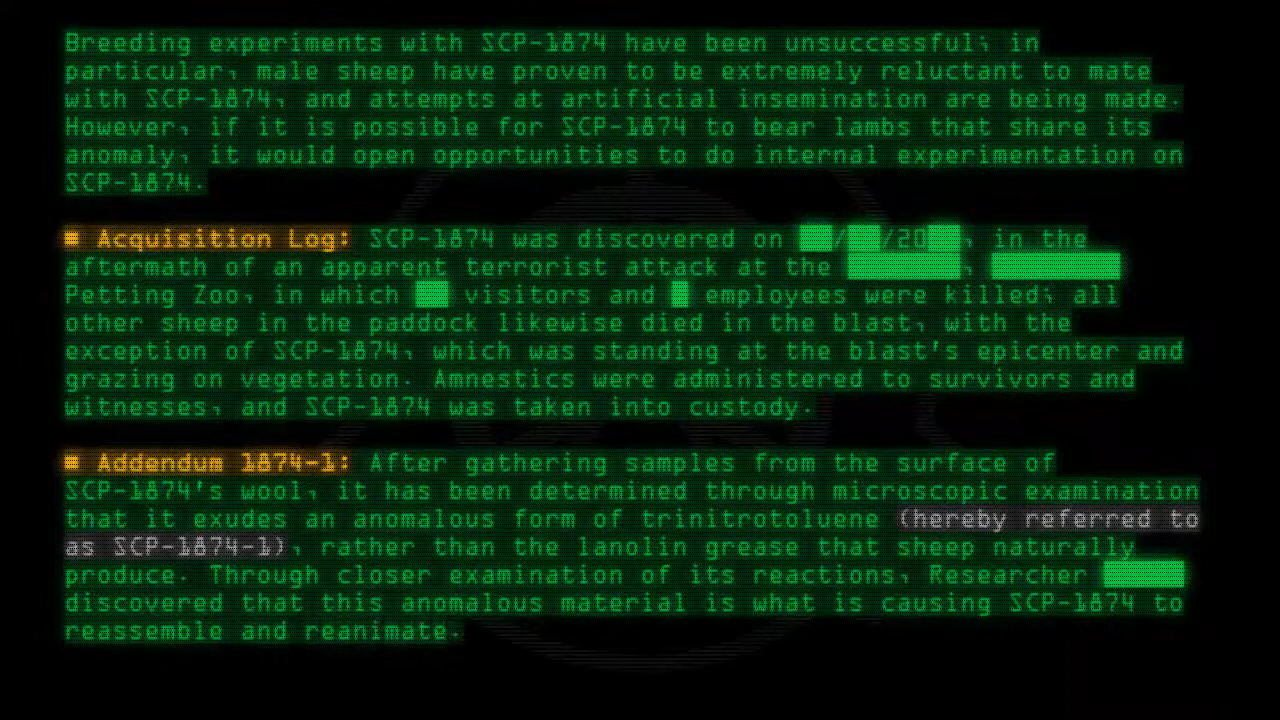 Breeding experiments with SCP-1874 have been unsuccessful; in
particular, male sheep have proven to be extremely reluctant to mate
with SCP-1874, and attempts at artificial insemination are being made.
However, if it is possible for SCP-1874 to bear lambs that share its
anomaly, it would open opportunities to do internal experimentation on
SCP-1874.
■ Acquisition Log: SCP-1874 was discovered on ██/██/20██, in the
aftermath of an apparent terrorist attack at the ███████, ████████
Petting Zoo, in which ██ visitors and █ employees were killed; all
other sheep in the paddock likewise died in the blast, with the
exception of SCP-1874, which was standing at the blast's epicenter and
grazing on vegetation. Amnestics were administered to survivors and
witnesses, and SCP-1874 was taken into custody.
■ Addendum 1874-1: After gathering samples from the surface of
SCP-1874's wool, it has been determined through microscopic examination
that it exudes an anomalous form of trinitrotoluene (hereby referred to
as SCP-1874-1), rather than the lanolin grease that sheep naturally
produce. Through closer examination of its reactions, Researcher █████
discovered that this anomalous material is what is causing SCP-1874 to
reassemble and reanimate.